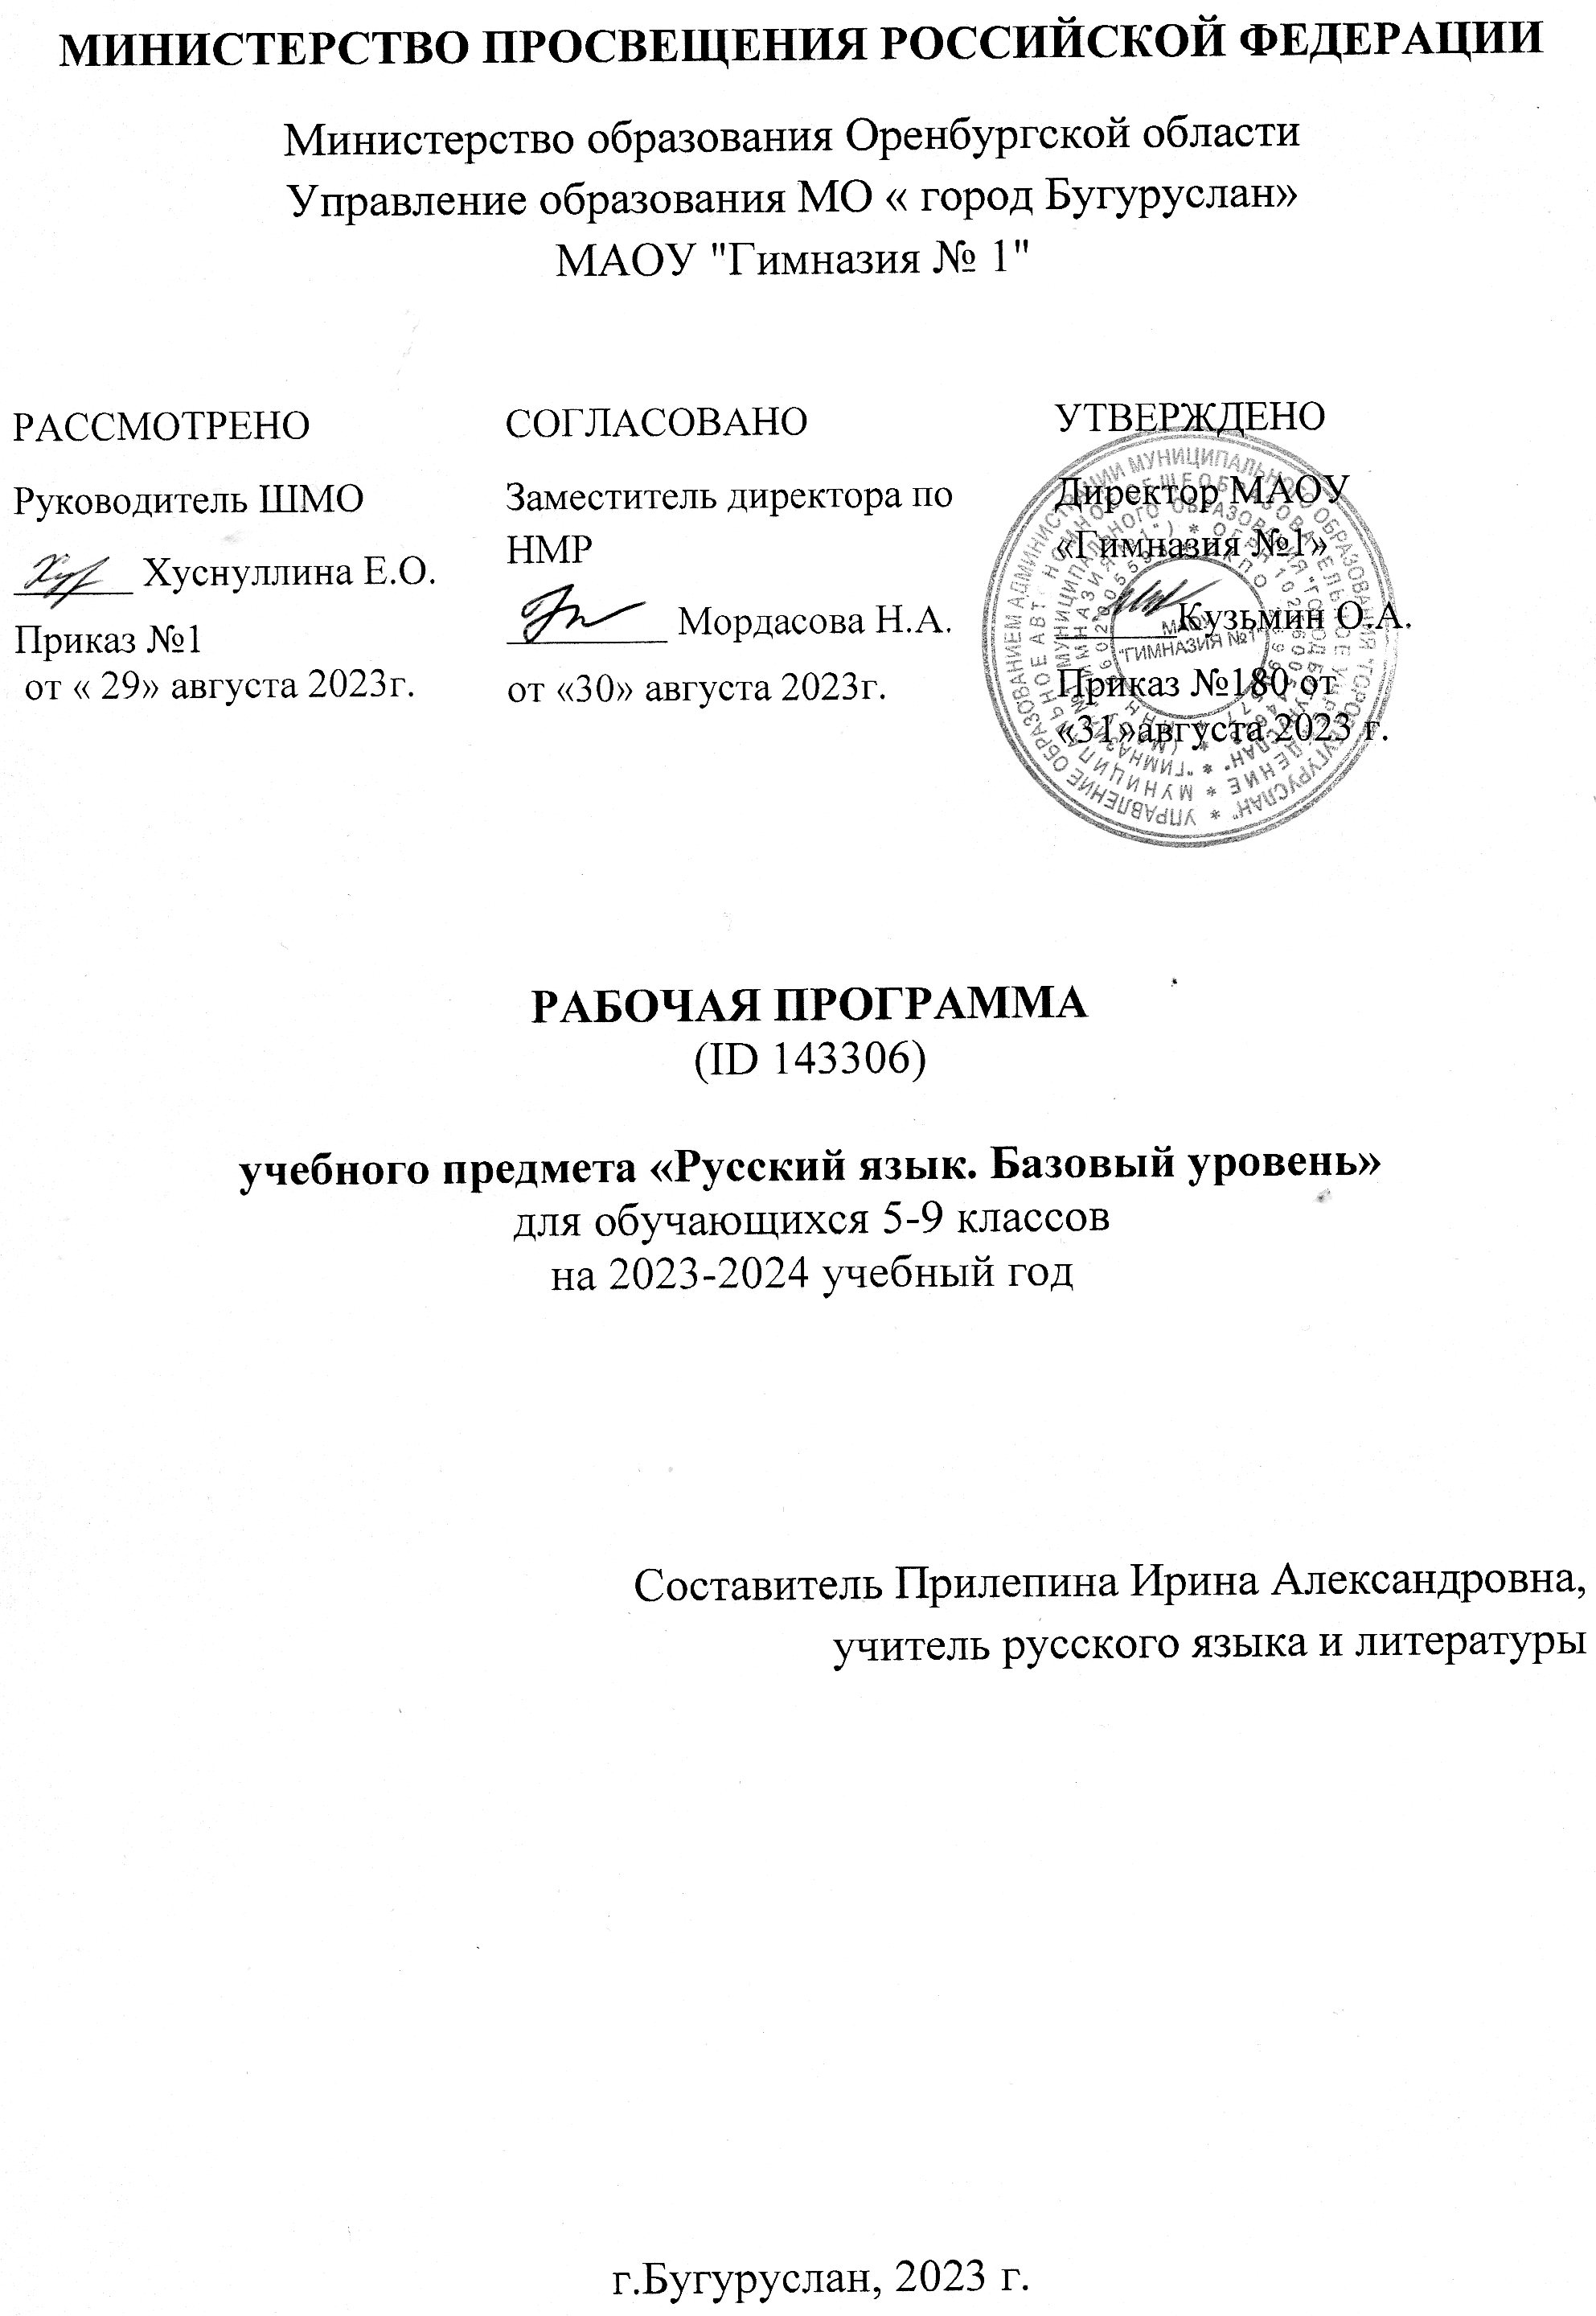 МИНИСТЕРСТВО ПРОСВЕЩЕНИЯ РОССИЙСКОЙ ФЕДЕРАЦИИ
Министерство образования Оренбургской области
Управление образования МО « город Бугуруслан»
МАОУ "Гимназия № 1"
РАССМОТРЕНО
Руководитель ШМО
Хуснуллина Е.О.
Приказ №1
от « 29» августа 2023г.
СОГЛАСОВАНО
Заместитель директора по
НМР
Мордасова Н.А.
от «30» августа 2023г.
УТВЕРЖДЕНО
Директор МАОУ
«Гимназия №1»
Кузьмин О.А.
Приказ №180 от
«31»августа 2023 г.
МАОУ
"ГИМНАЗИЯ №1"
РАБОЧАЯ ПРОГРАММА
(ID 143306)
учебного предмета «Русский язык. Базовый уровень»
для обучающихся 5-9 классов
на 2023-2024 учебный год
Составитель Прилепина Ирина Александровна,
учитель русского языка и литературы
г.Бугуруслан, 2023 г.